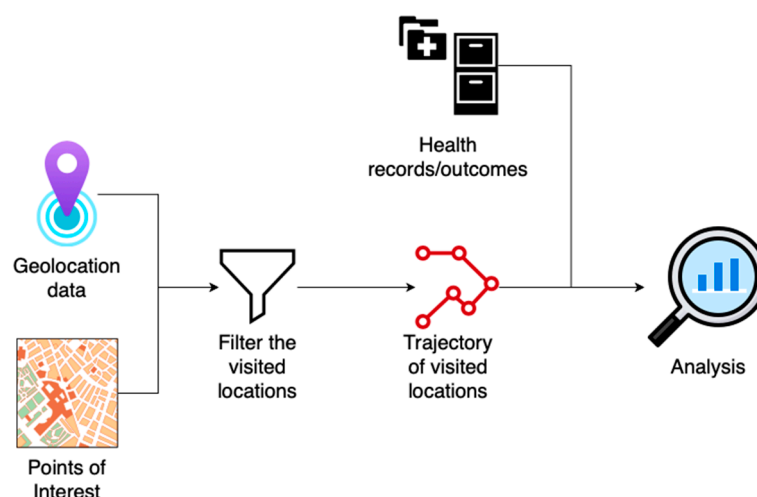 Health
records/outcomes
Geolocation
data
Filter the
visited
locations
Trajectory
of visited
locations
Analysis
Points of
Interest